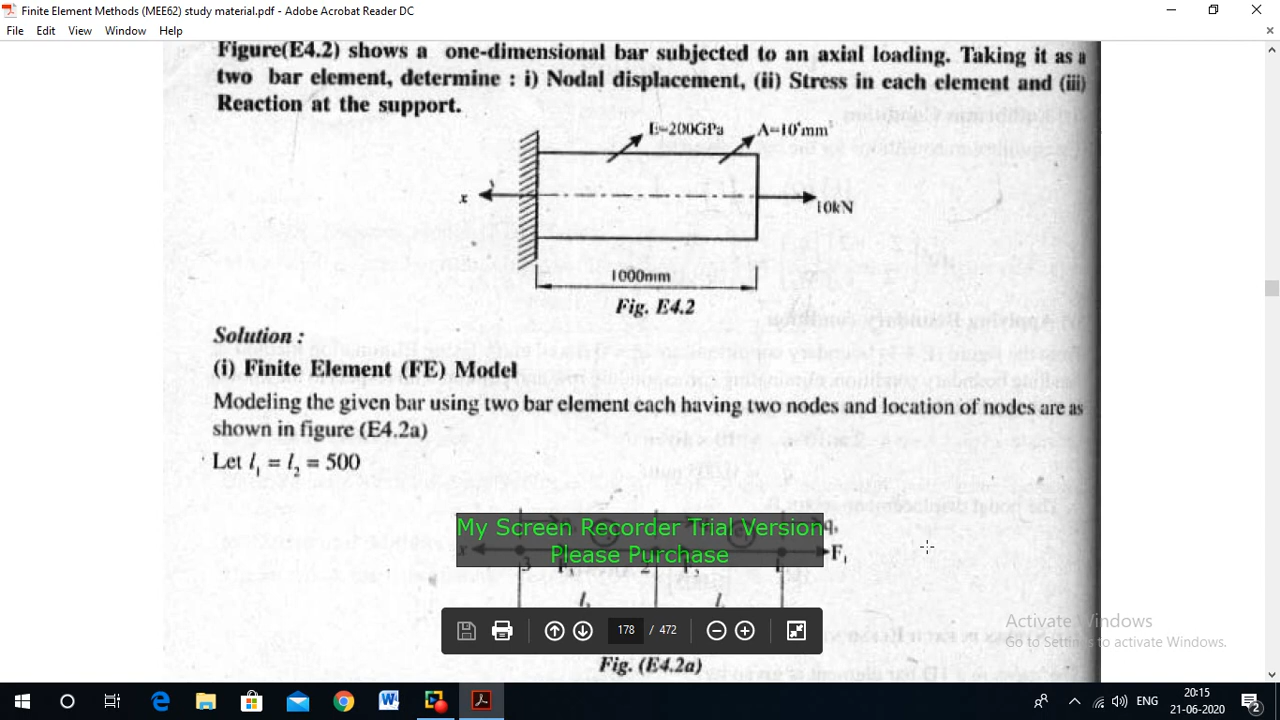 Finite Element Methods (MEE62) study material.pdf - Adobe Acrobat Reader DC
File Edit View Window Help
Figure(E4.2) shows a one-dimensional bar subjected to an axial loading. Taking it as a
two bar element, determine : i) Nodal displacement, (ii) Stress in each element and (iii)
Reaction at the support.
E=200GPa A=10⁴mm²
x
10kN
1000mm
Fig. E4.2
Solution :
(i) Finite Element (FE) Model
Modeling the given bar using two bar element each having two nodes and location of nodes are as
shown in figure (E4.2a)
Let l₁ = l₂ = 500
My Screen Recorder Trial Version
Please Purchase
F₁
Activate Windows
Go to Settings to activate Windows.
178 / 472
Fig. (E4.2a)
ENG
20:15
21-06-2020
2